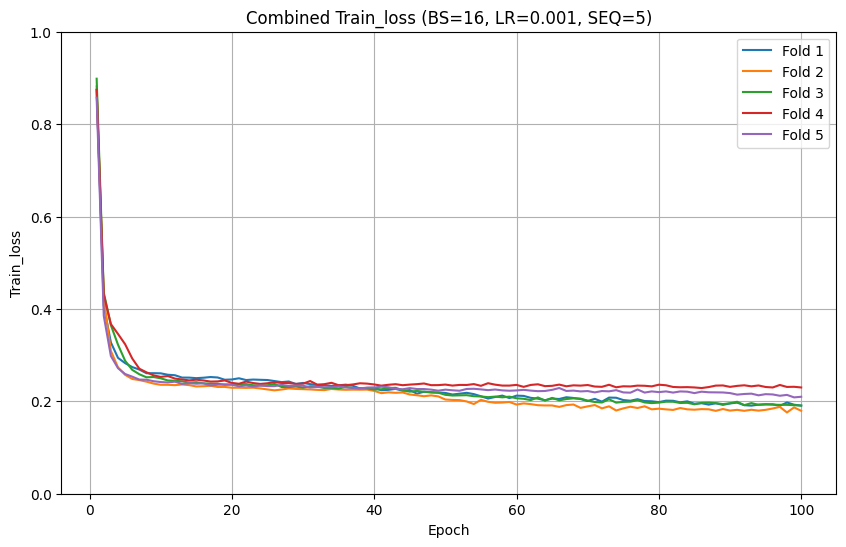 Combined Train_loss (BS=16, LR=0.001, SEQ=5)
Train_loss
1.0
0.8
0.6
0.4
0.2
0.0
Fold 1
Fold 2
Fold 3
Fold 4
Fold 5
0 20 40 60 80 100
Epoch